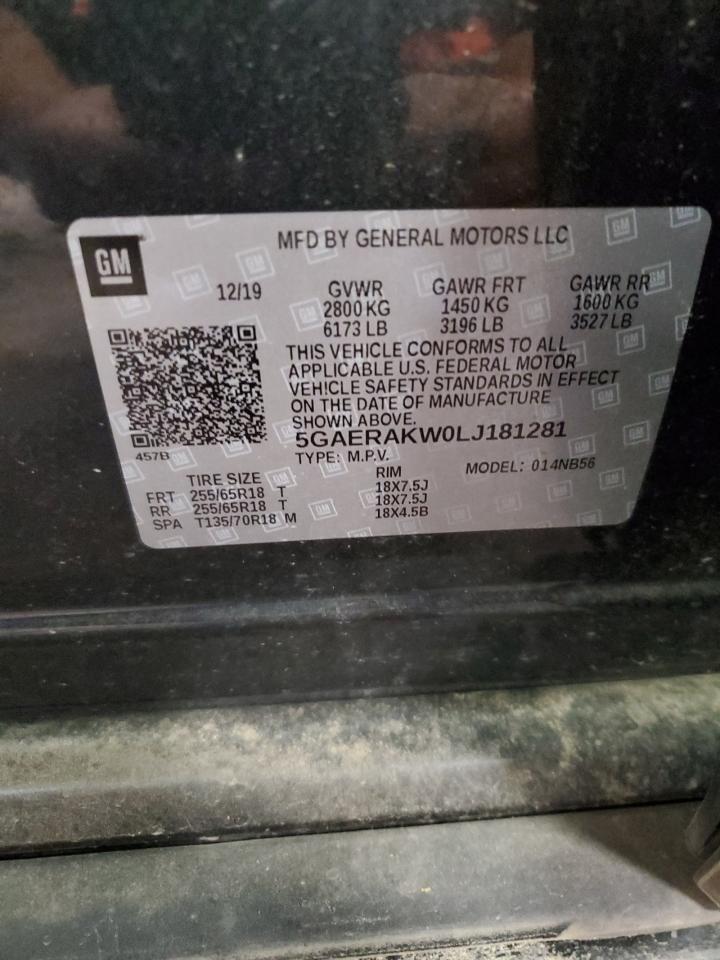 GM
MFD BY GENERAL MOTORS LLC
12/19
GVWR
2800 KG
6173 LB
GAWR FRT
1450 KG
3196 LB
GAWR RR
1600 KG
3527 LB
THIS VEHICLE CONFORMS TO ALL
APPLICABLE U.S. FEDERAL MOTOR
VEHICLE SAFETY STANDARDS IN EFFECT
ON THE DATE OF MANUFACTURE
SHOWN ABOVE.
5GAERAKW0LJ181281
457B
TYPE: M.P.V.
MODEL: 014NB56
TIRE SIZE
RIM
FRT 255/65R18 T 18X7.5J
RR 255/65R18 T 18X7.5J
SPA T135/70R18 M 18X4.5B